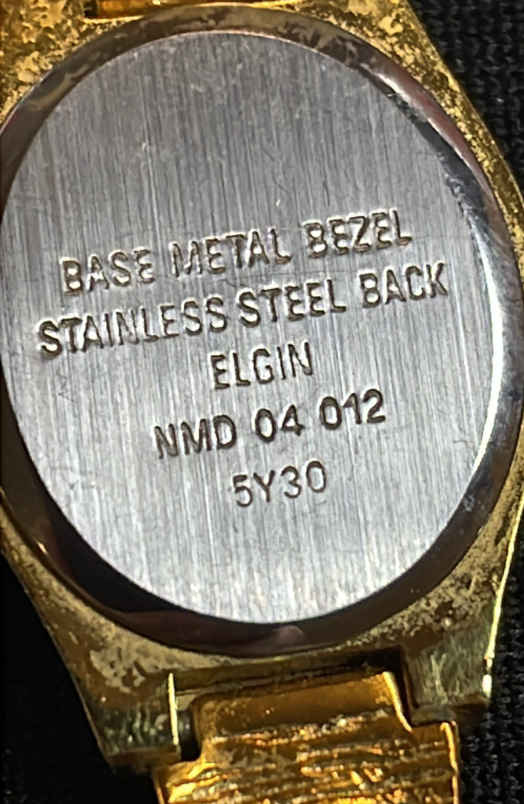 BASE METAL BEZEL
STAINLESS STEEL BACK
ELGIN
NMD 04 012
5Y30